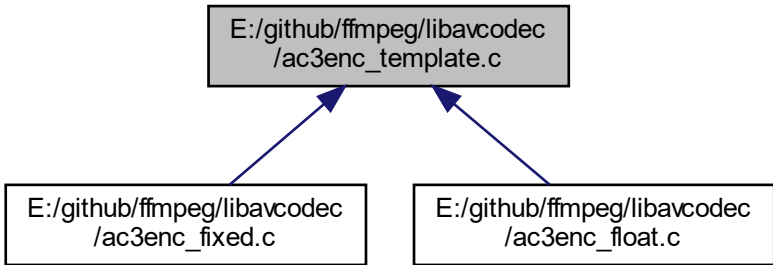 E:/github/ffmpeg/libavcodec
/ac3enc_template.c
E:/github/ffmpeg/libavcodec
/ac3enc_fixed.c
E:/github/ffmpeg/libavcodec
/ac3enc_float.c